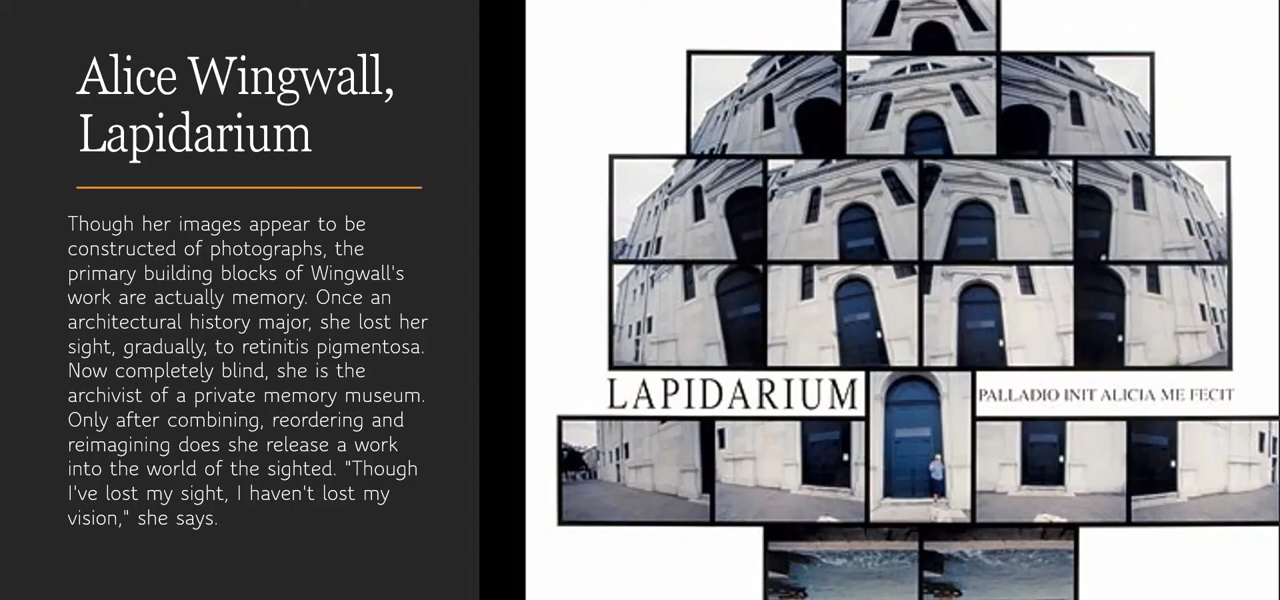 Alice Wingwall,
Lapidarium
Though her images appear to be
constructed of photographs, the
primary building blocks of Wingwall's
work are actually memory. Once an
architectural history major, she lost her
sight, gradually, to retinitis pigmentosa.
Now completely blind, she is the
archivist of a private memory museum.
Only after combining, reordering and
reimagining does she release a work
into the world of the sighted. "Though
I've lost my sight, I haven't lost my
vision," she says.
LAPIDARIUM
PALLADIO INIT ALICIA ME FECIT